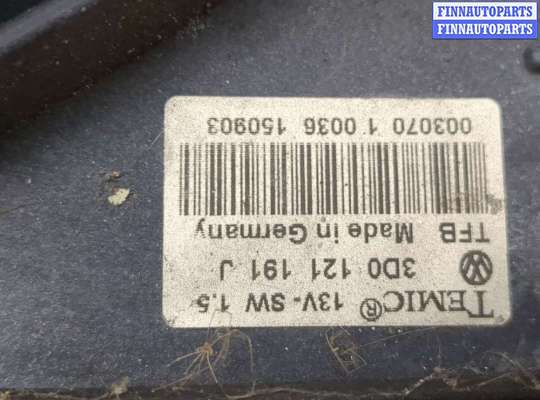 FINNAUTOPARTS
FINNAUTOPARTS
TEMIC® 13V-SW 1.5
3D0 121 191 J
TFB Made in Germany
003070 1 0036 150903